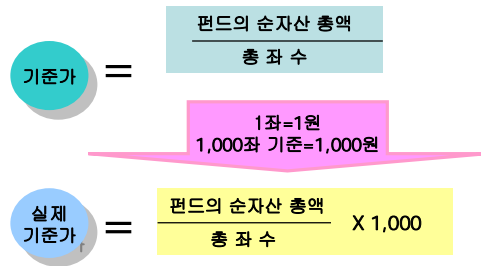 기준가
=
펀드의 순자산 총액
총 좌 수
1좌=1원
1,000좌 기준=1,000원
실제
기준가
=
펀드의 순자산 총액
총 좌 수
X 1,000